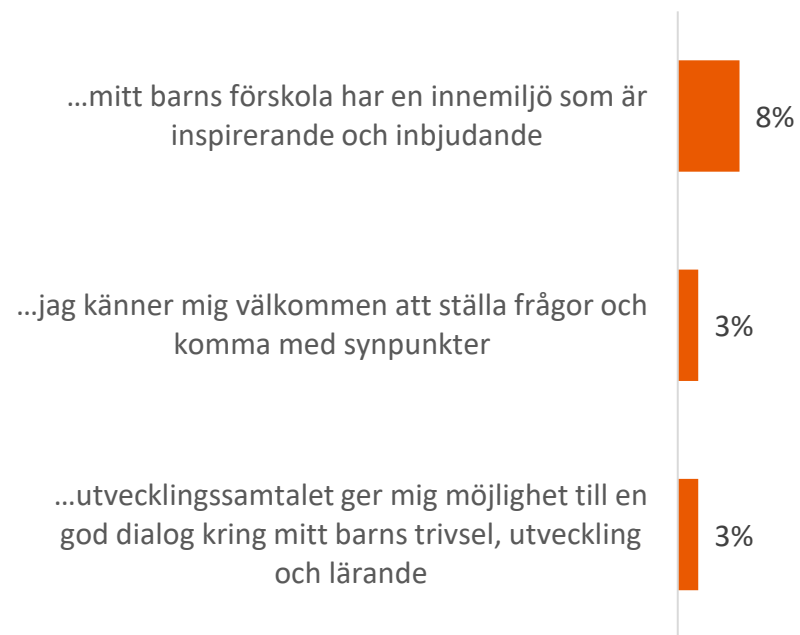 ...mitt barns förskola har en innemiljö som är
inspirerande och inbjudande
8%
...jag känner mig välkommen att ställa frågor och
komma med synpunkter
3%
...utvecklingssamtalet ger mig möjlighet till en
god dialog kring mitt barns trivsel, utveckling
och lärande
3%